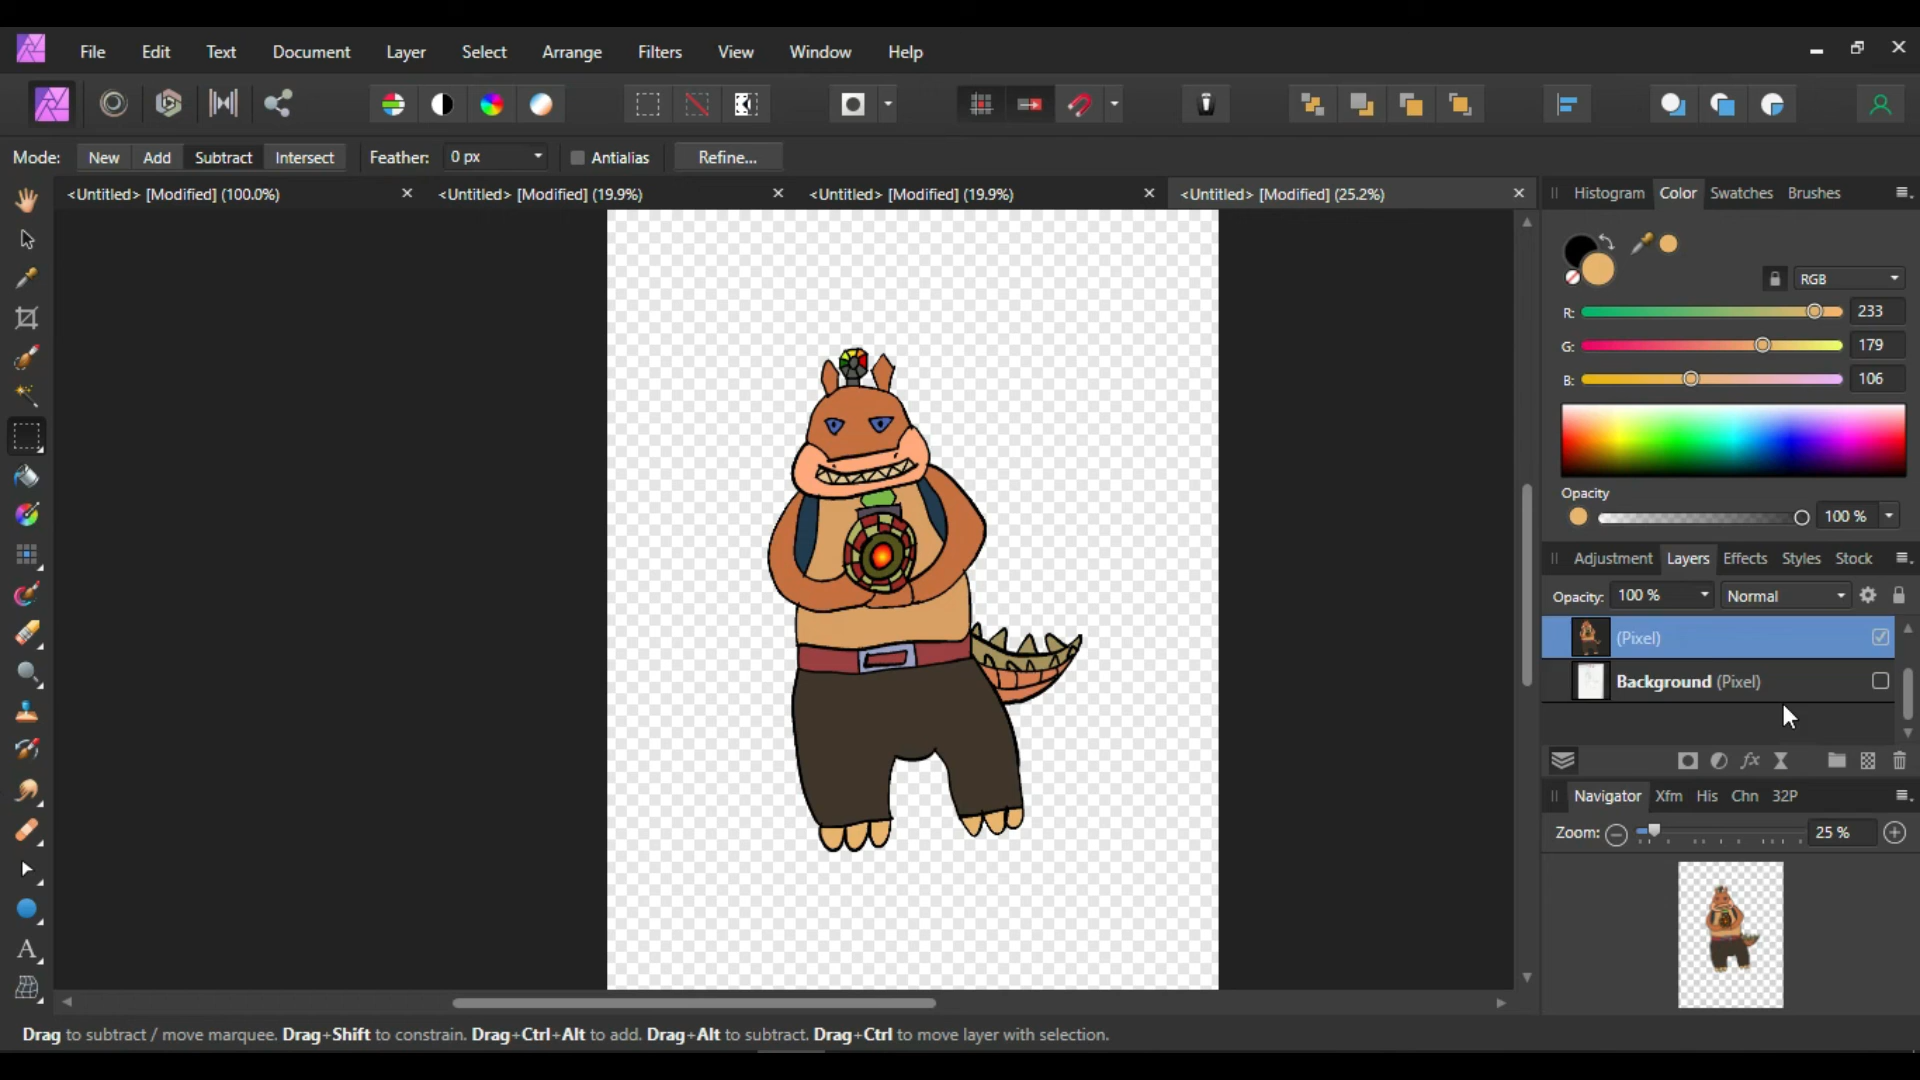 File Edit Text Document Layer Select Arrange Filters View Window Help
Mode: New Add Subtract Intersect Feather: 0 px Antialias Refine...
<Untitled> [Modified] (100.0%) <Untitled> [Modified] (19.9%) <Untitled> [Modified] (19.9%) <Untitled> [Modified] (25.2%)
Histogram Color Swatches Brushes
RGB
R: 233
G: 179
B: 106
Opacity
100 %
Adjustment Layers Effects Styles Stock
Opacity: 100 % Normal
(Pixel)
Background (Pixel)
fx
Navigator Xfm His Chn 32P
Zoom: 25 %
Drag to subtract / move marquee. Drag+Shift to constrain. Drag+Ctrl+Alt to add. Drag+Alt to subtract. Drag+Ctrl to move layer with selection.